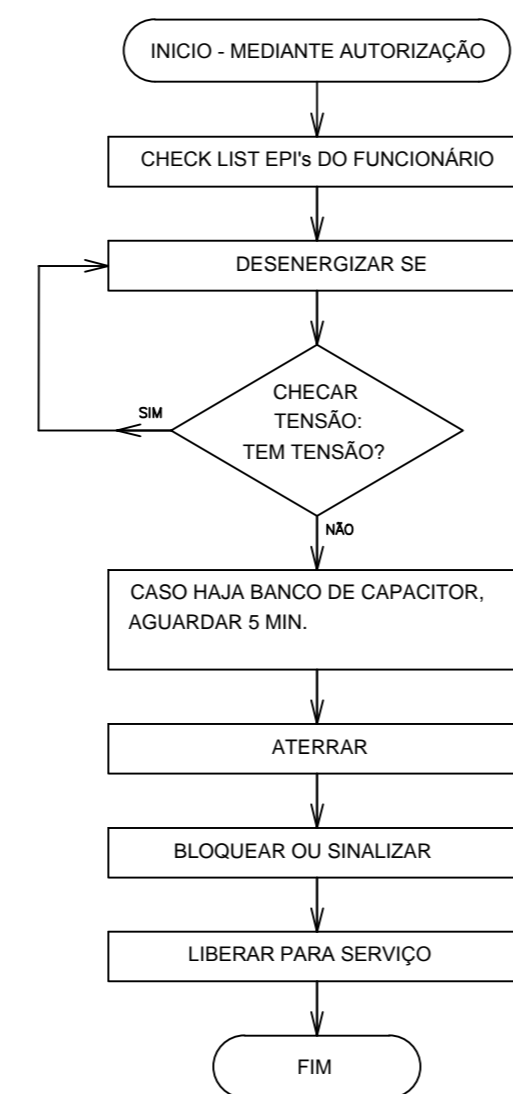 INICIO - MEDIANTE AUTORIZAÇÃO
CHECK LIST EPI's DO FUNCIONÁRIO
DESENERGIZAR SE
CHECAR
TENSÃO:
TEM TENSÃO?
SIM
NÃO
CASO HAJA BANCO DE CAPACITOR,
AGUARDAR 5 MIN.
ATERRAR
BLOQUEAR OU SINALIZAR
LIBERAR PARA SERVIÇO
FIM